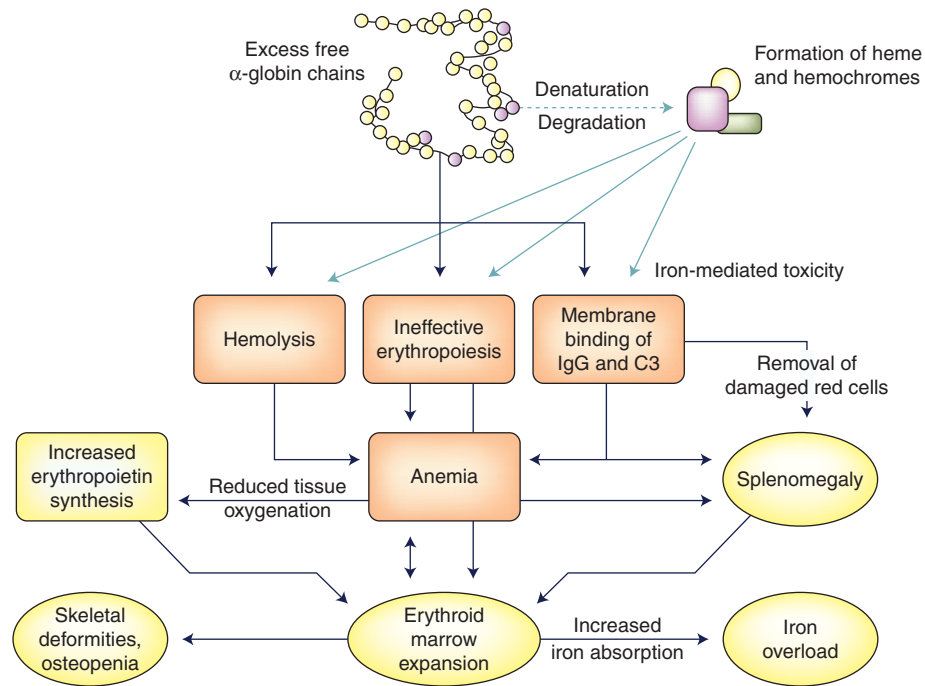 Excess free
α-globin chains
Denaturation
Degradation
Formation of heme
and hemochromes
Iron-mediated toxicity
Hemolysis
Ineffective
erythropoiesis
Membrane
binding of
IgG and C3
Removal of
damaged red cells
Increased
erythropoietin
synthesis
Reduced tissue
oxygenation
Anemia
Splenomegaly
Skeletal
deformities,
osteopenia
Erythroid
marrow
expansion
Increased
iron absorption
Iron
overload